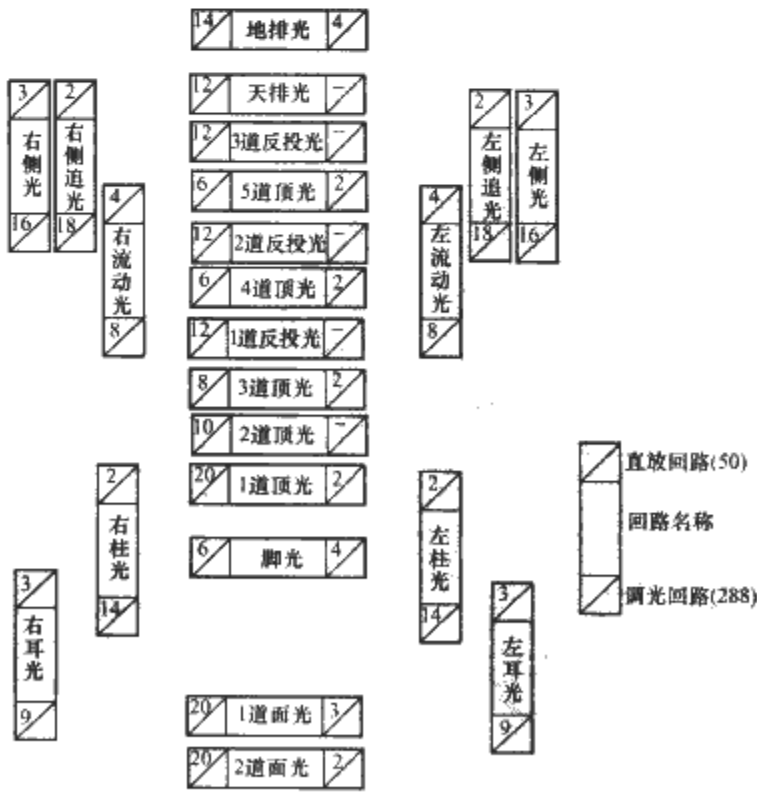 14 地排光 4
12 天排光 -
12 3道反投光 -
6 5道顶光 2
12 2道反投光 -
6 4道顶光 2
12 1道反投光 -
8 3道顶光 2
10 2道顶光 -
20 1道顶光 2
6 脚光 4
20 1道面光 3
20 2道面光 2
3 右侧光 16
2 右侧追光 18
4 右流动光 8
2 右柱光 14
3 右耳光 9
2 左侧追光 18
3 左侧光 16
4 左流动光 8
2 左柱光 14
3 左耳光 9
直放回路(50)
回路名称
调光回路(288)